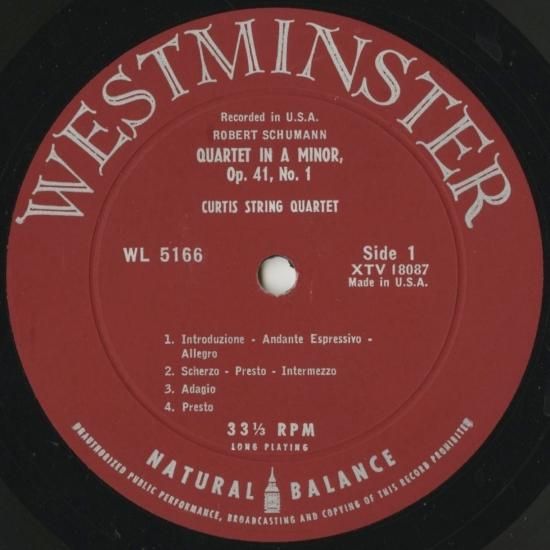 WESTMINSTER
Recorded in U.S.A.
ROBERT SCHUMANN
QUARTET IN A MINOR,
Op. 41, No. 1
CURTIS STRING QUARTET
WL 5166
Side 1
XTV 18087
Made in U.S.A.
1. Introduzione - Andante Espressivo -
Allegro
2. Scherzo - Presto - Intermezzo
3. Adagio
4. Presto
33⅓ RPM
LONG PLAYING
NATURAL BALANCE
UNAUTHORIZED PUBLIC PERFORMANCE, BROADCASTING AND COPYING OF THIS RECORD PROHIBITED